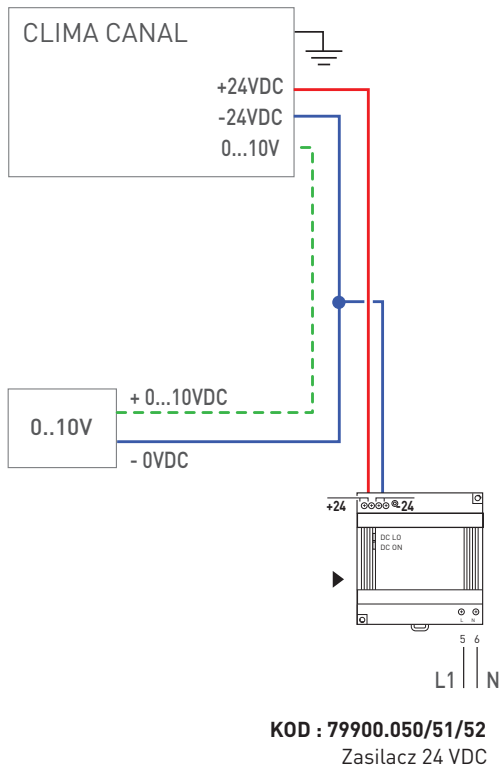 CLIMA CANAL
+24VDC
-24VDC
0...10V
+ 0...10VDC
0..10V
- 0VDC
+24
-24
DC LO
DC ON
L N
5 6
L1 N
KOD : 79900.050/51/52
Zasilacz 24 VDC